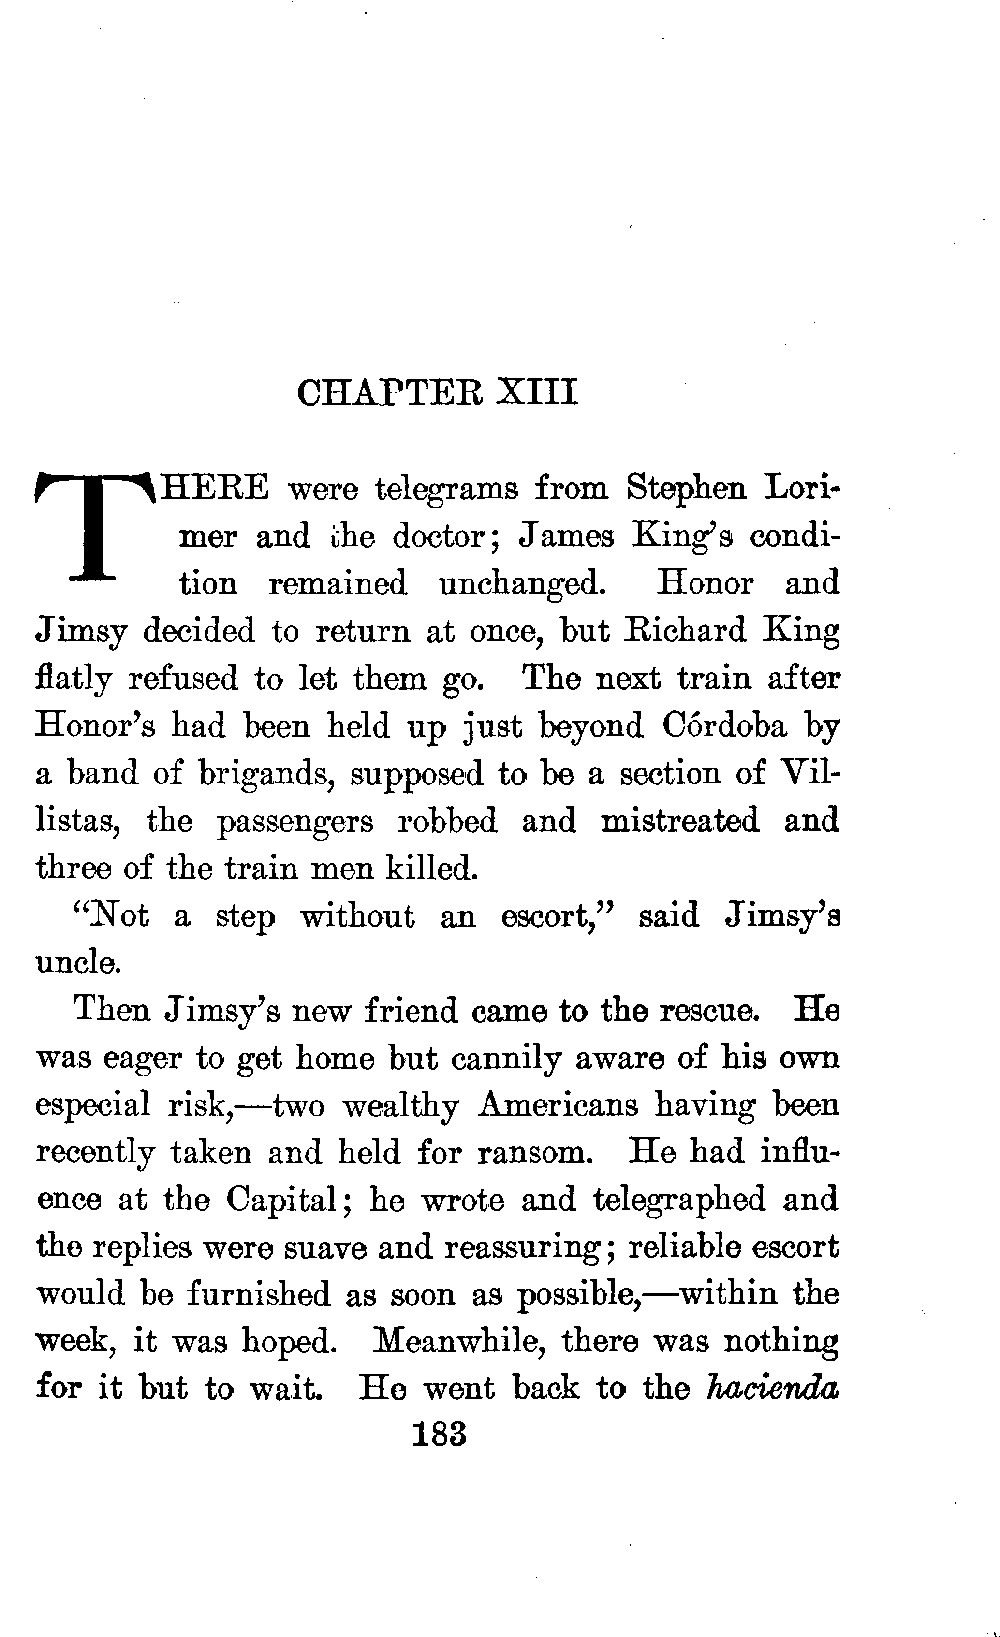 CHAPTER XIII
THERE were telegrams from Stephen Lori-
mer and the doctor; James King's condi-
tion remained unchanged. Honor and
Jimsy decided to return at once, but Richard King
flatly refused to let them go. The next train after
Honor's had been held up just beyond Córdoba by
a band of brigands, supposed to be a section of Vil-
listas, the passengers robbed and mistreated and
three of the train men killed.
"Not a step without an escort," said Jimsy's
uncle.
Then Jimsy's new friend came to the rescue. He
was eager to get home but cannily aware of his own
especial risk,—two wealthy Americans having been
recently taken and held for ransom. He had influ-
ence at the Capital; he wrote and telegraphed and
the replies were suave and reassuring; reliable escort
would be furnished as soon as possible,—within the
week, it was hoped. Meanwhile, there was nothing
for it but to wait. He went back to the hacienda
183